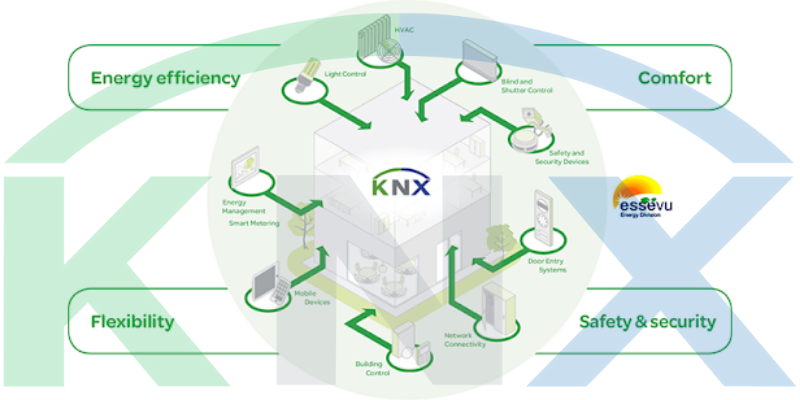 HVAC
Energy efficiency
Light Control
Comfort
Blind and
Shutter Control
Safety and
Security Devices
KNX
Energy
Management
Smart Metering
essevu
Energy Division
Door Entry
Systems
Mobile
Devices
Flexibility
Safety & security
Network
Connectivity
Building
Control
KNX